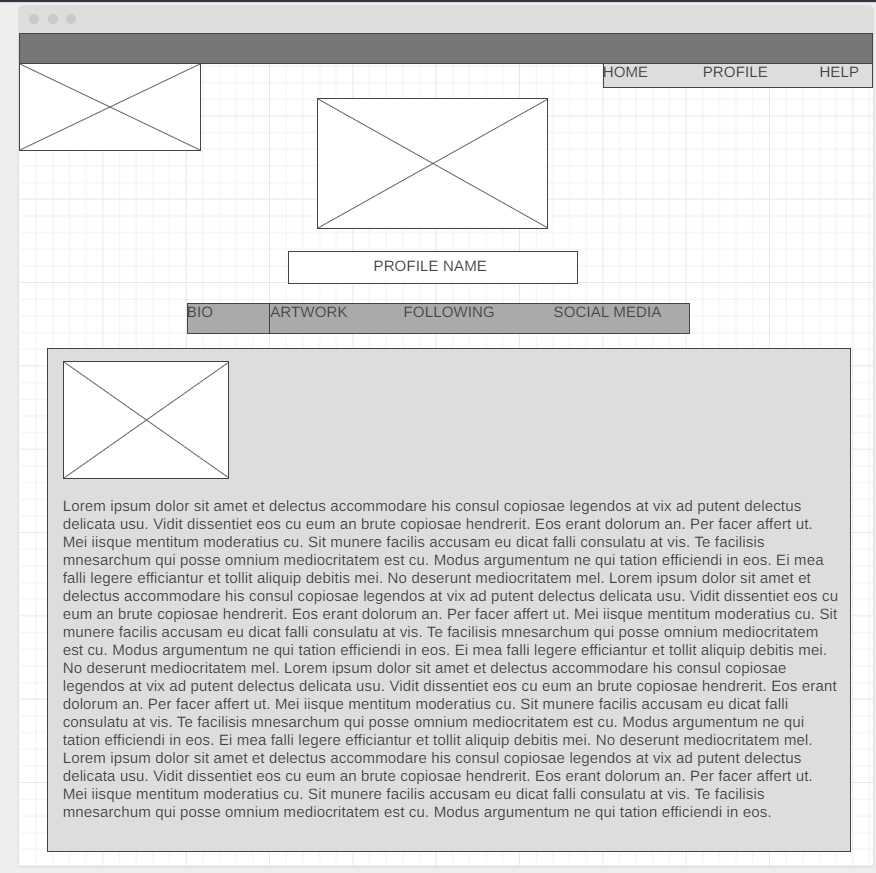 HOME PROFILE HELP
PROFILE NAME
BIO ARTWORK FOLLOWING SOCIAL MEDIA
Lorem ipsum dolor sit amet et delectus accommodare his consul copiosae legendos at vix ad putent delectus
delicata usu. Vidit dissentiet eos cu eum an brute copiosae hendrerit. Eos erant dolorum an. Per facer affert ut.
Mei iisque mentitum moderatius cu. Sit munere facilis accusam eu dicat falli consulatu at vis. Te facilisis
mnesarchum qui posse omnium mediocritatem est cu. Modus argumentum ne qui tation efficiendi in eos. Ei mea
falli legere efficiantur et tollit aliquip debitis mei. No deserunt mediocritatem mel. Lorem ipsum dolor sit amet et
delectus accommodare his consul copiosae legendos at vix ad putent delectus delicata usu. Vidit dissentiet eos cu
eum an brute copiosae hendrerit. Eos erant dolorum an. Per facer affert ut. Mei iisque mentitum moderatius cu. Sit
munere facilis accusam eu dicat falli consulatu at vis. Te facilisis mnesarchum qui posse omnium mediocritatem
est cu. Modus argumentum ne qui tation efficiendi in eos. Ei mea falli legere efficiantur et tollit aliquip debitis mei.
No deserunt mediocritatem mel. Lorem ipsum dolor sit amet et delectus accommodare his consul copiosae
legendos at vix ad putent delectus delicata usu. Vidit dissentiet eos cu eum an brute copiosae hendrerit. Eos erant
dolorum an. Per facer affert ut. Mei iisque mentitum moderatius cu. Sit munere facilis accusam eu dicat falli
consulatu at vis. Te facilisis mnesarchum qui posse omnium mediocritatem est cu. Modus argumentum ne qui
tation efficiendi in eos. Ei mea falli legere efficiantur et tollit aliquip debitis mei. No deserunt mediocritatem mel.
Lorem ipsum dolor sit amet et delectus accommodare his consul copiosae legendos at vix ad putent delectus
delicata usu. Vidit dissentiet eos cu eum an brute copiosae hendrerit. Eos erant dolorum an. Per facer affert ut.
Mei iisque mentitum moderatius cu. Sit munere facilis accusam eu dicat falli consulatu at vis. Te facilisis
mnesarchum qui posse omnium mediocritatem est cu. Modus argumentum ne qui tation efficiendi in eos.